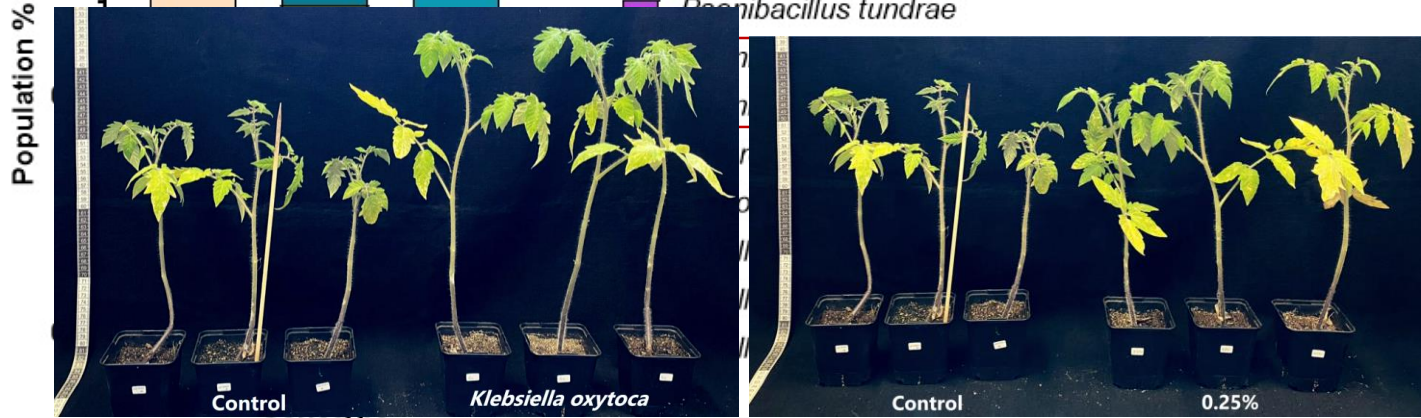 Population %
Paenibacillus tundrae
Control
Klebsiella oxytoca
Control
0.25%